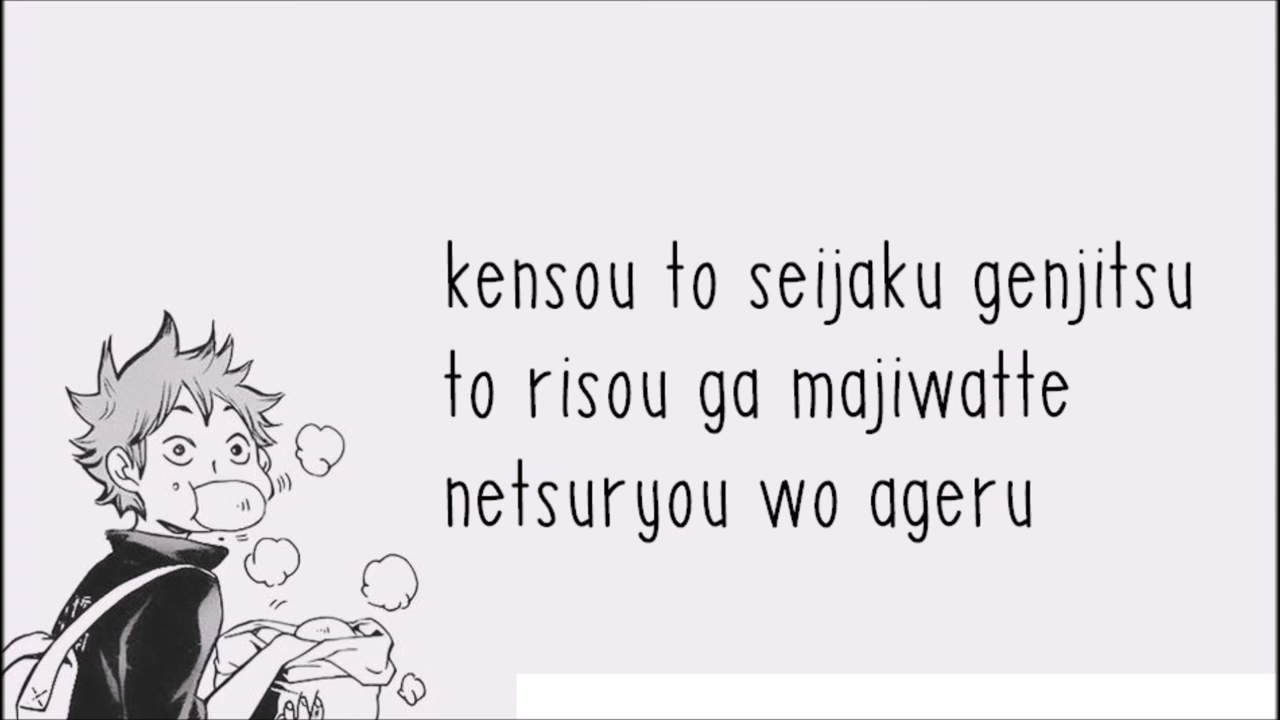 kensou to seijaku genjitsu
to risou ga majiwatte
netsuryou wo ageru